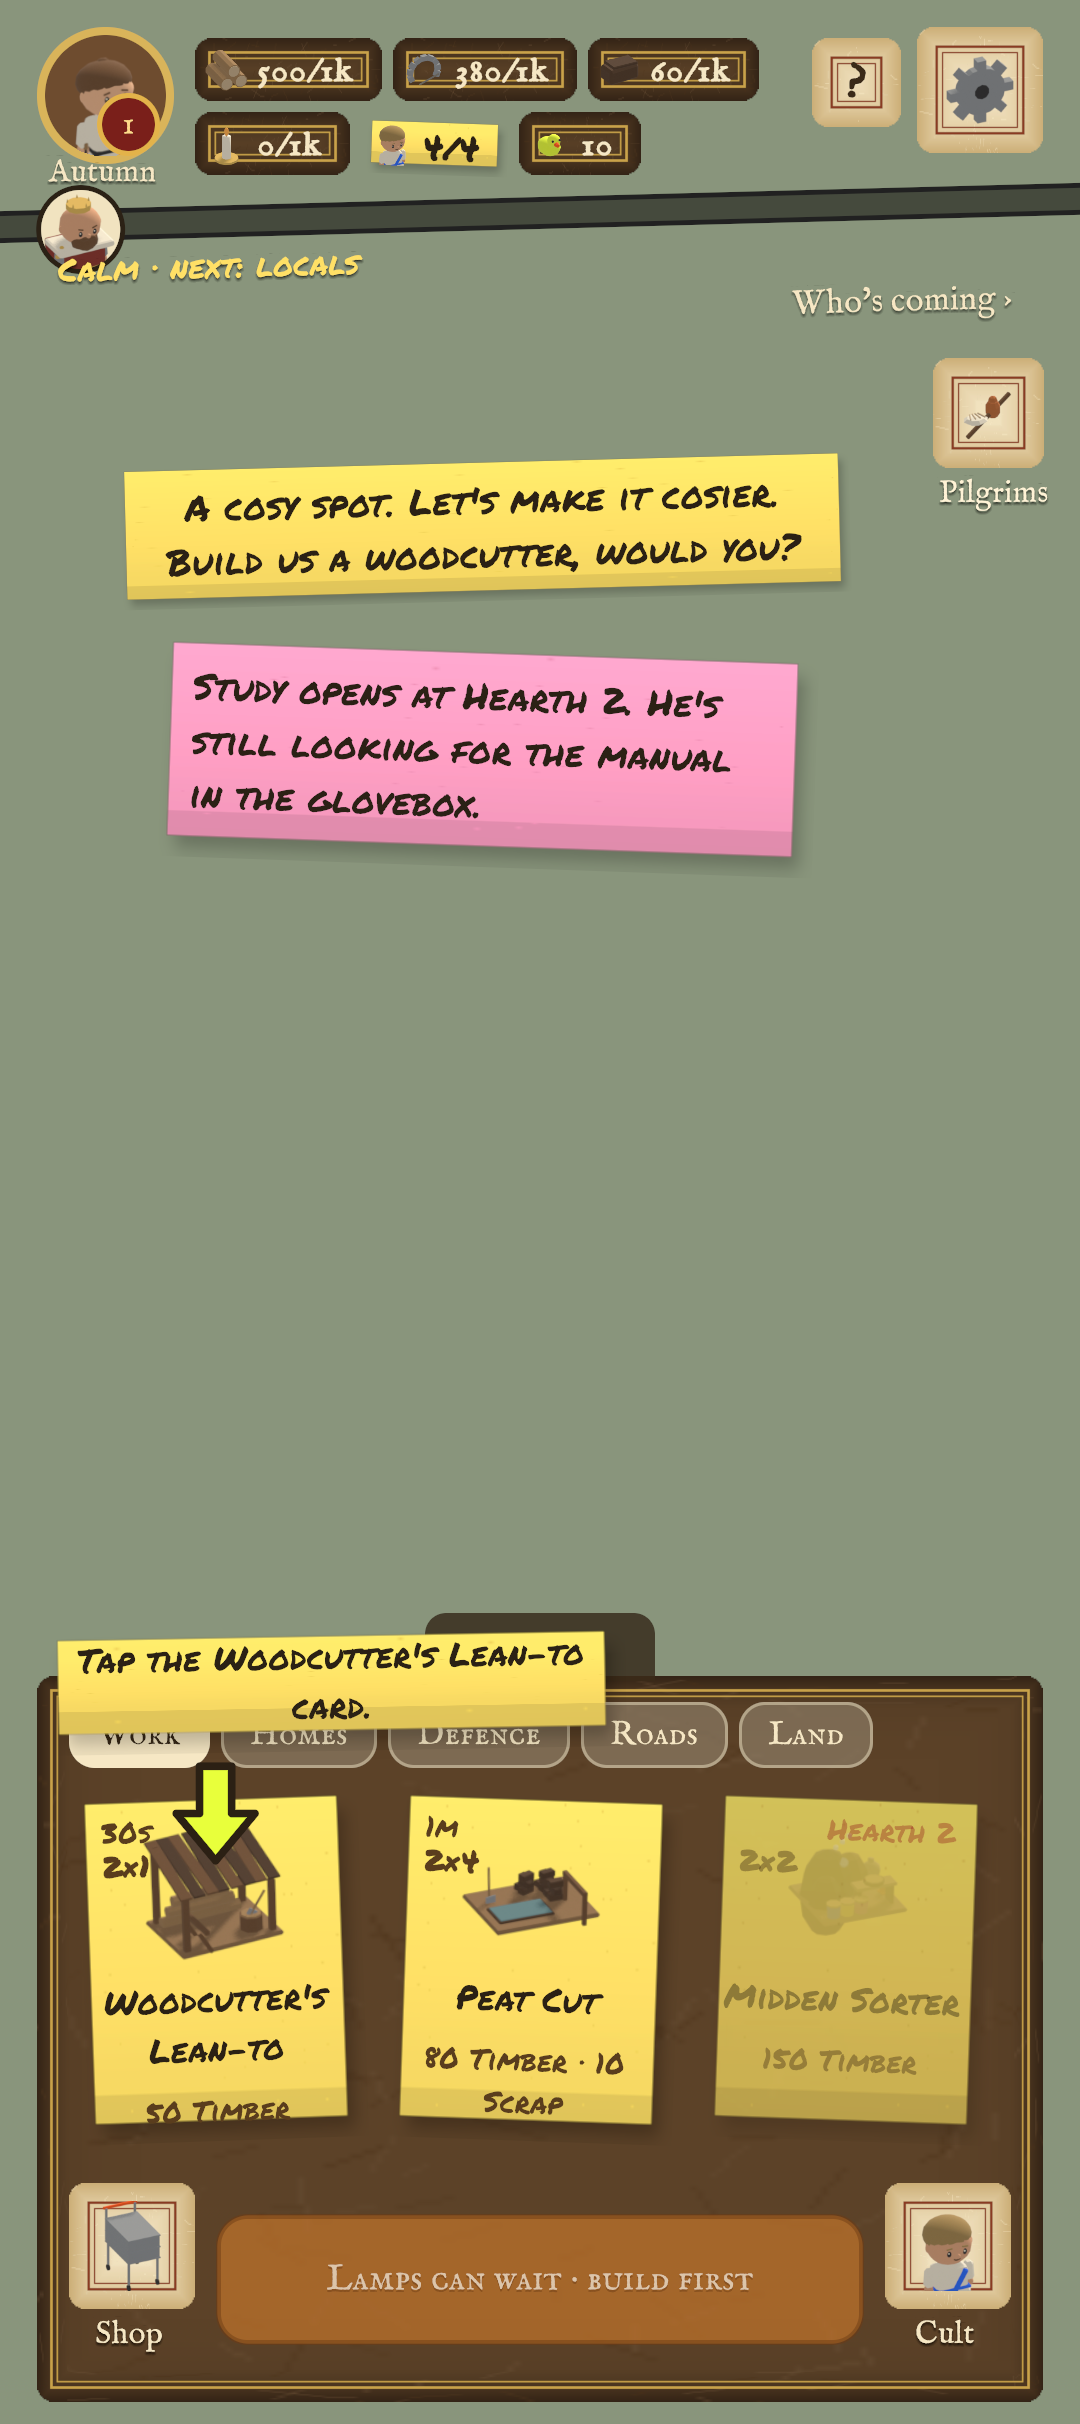 500/1k
380/1k
60/1k
?
1
0/1k
4/4
10
Autumn
Calm · next: locals
Who's coming ›
Pilgrims
A cosy spot. Let's make it cosier.
Build us a woodcutter, would you?
Study opens at Hearth 2. He's
still looking for the manual
in the glovebox.
Tap the Woodcutter's Lean-to
card.
Work
Homes
Defence
Roads
Land
30s
2x1
Woodcutter's
Lean-to
50 Timber
1m
2x4
Peat Cut
80 Timber · 10
Scrap
Hearth 2
2x2
Midden Sorter
150 Timber
Shop
Lamps can wait · build first
Cult